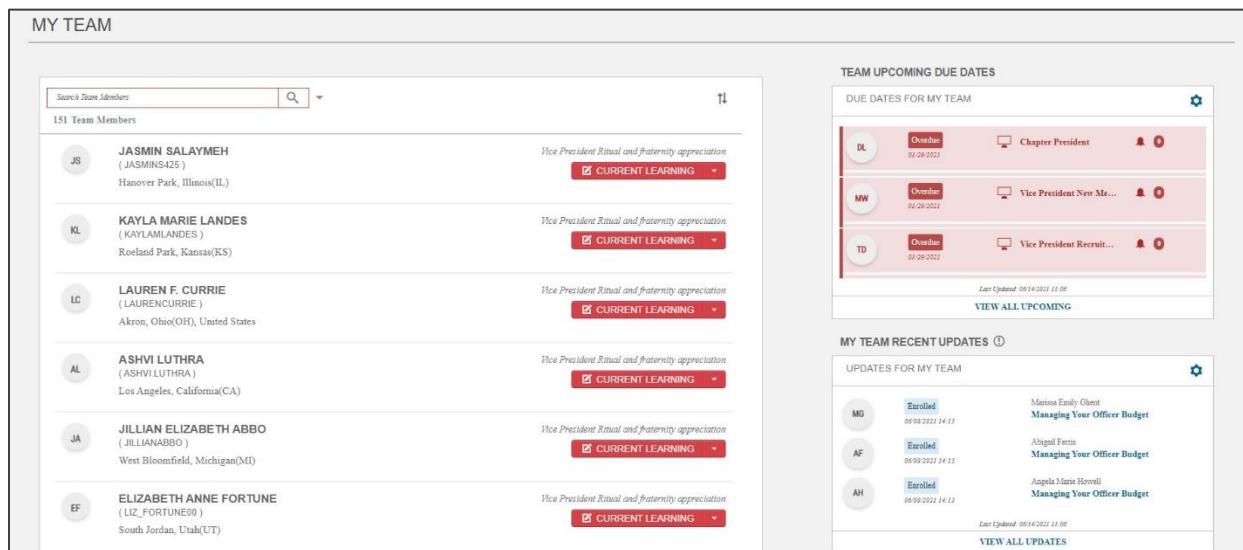 MY TEAM
Search Team Members
151 Team Members
JS
JASMIN SALAYMEH
( JASMINS425 )
Hanover Park, Illinois(IL)
Vice President Ritual and fraternity appreciation
CURRENT LEARNING
KL
KAYLA MARIE LANDES
( KAYLAMLANDES )
Roeland Park, Kansas(KS)
Vice President Ritual and fraternity appreciation
CURRENT LEARNING
LC
LAUREN F. CURRIE
( LAURENCURRIE )
Akron, Ohio(OH), United States
Vice President Ritual and fraternity appreciation
CURRENT LEARNING
AL
ASHVI LUTHRA
( ASHVI.LUTHRA )
Los Angeles, California(CA)
Vice President Ritual and fraternity appreciation
CURRENT LEARNING
JA
JILLIAN ELIZABETH ABBO
( JILLIANABBO )
West Bloomfield, Michigan(MI)
Vice President Ritual and fraternity appreciation
CURRENT LEARNING
EF
ELIZABETH ANNE FORTUNE
( LIZ_FORTUNE00 )
South Jordan, Utah(UT)
Vice President Ritual and fraternity appreciation
CURRENT LEARNING
TEAM UPCOMING DUE DATES
DUE DATES FOR MY TEAM
DL
Overdue
01/29/2021
Chapter President
0
MW
Overdue
01/29/2021
Vice President New Me...
0
TD
Overdue
01/29/2021
Vice President Recruit...
0
Last Updated: 06/14/2021 11:06
VIEW ALL UPCOMING
MY TEAM RECENT UPDATES
UPDATES FOR MY TEAM
MG
Enrolled
06/08/2021 14:13
Marissa Emily Ghent
Managing Your Officer Budget
AF
Enrolled
06/08/2021 14:13
Abigail Ferris
Managing Your Officer Budget
AH
Enrolled
06/08/2021 14:13
Angela Marie Howell
Managing Your Officer Budget
Last Updated: 06/14/2021 11:06
VIEW ALL UPDATES